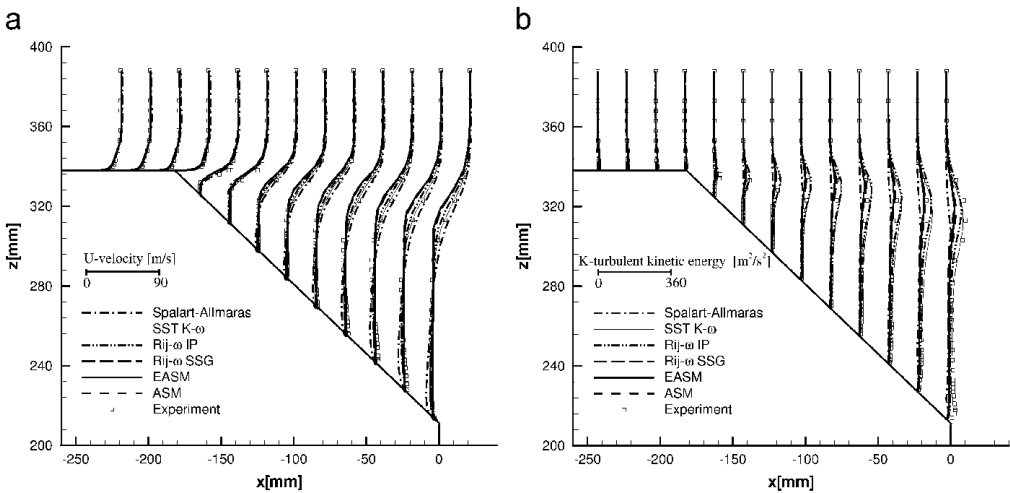 a
400
360
320
280
240
200
z[mm]
U-velocity [m/s]
0 90
Spalart-Allmaras
SST K-ω
Rij-ω IP
Rij-ω SSG
EASM
ASM
Experiment
-250 -200 -150 -100 -50 0
x[mm]
b
400
360
320
280
240
200
z[mm]
K-turbulent kinetic energy [m²/s²]
0 360
Spalart-Allmaras
SST K-ω
Rij-ω IP
Rij-ω SSG
EASM
ASM
Experiment
-250 -200 -150 -100 -50 0
x[mm]